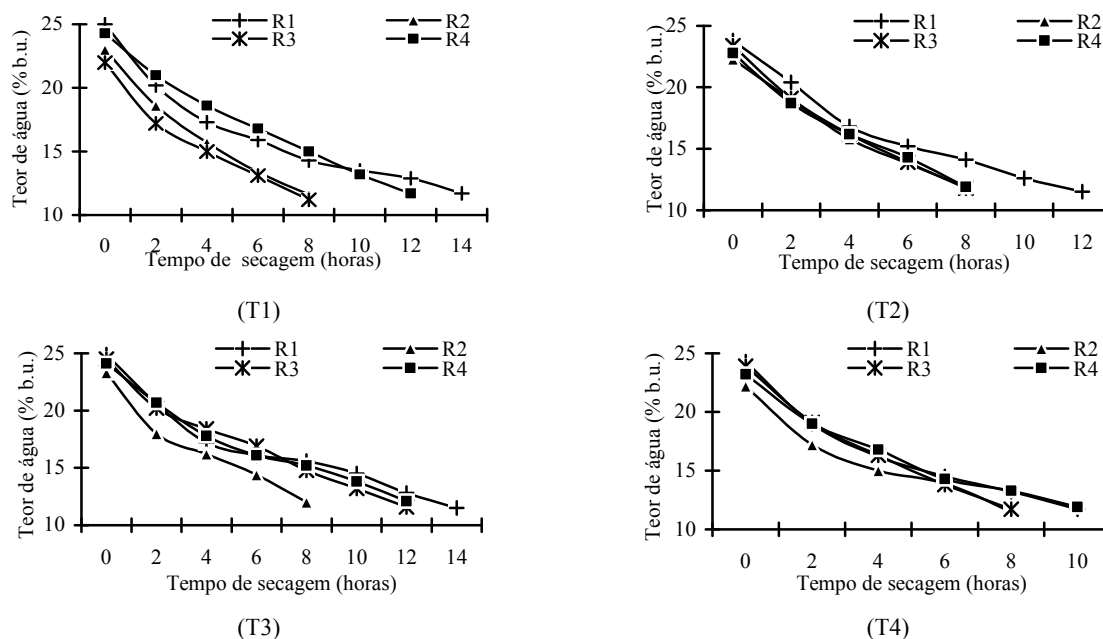 R1 R2
R3 R4
Teor de água (% b.u.)
25
20
15
10
0 2 4 6 8 10 12 14
Tempo de secagem (horas)
(T1)
R1 R2
R3 R4
Teor de água (% b.u.)
25
20
15
10
0 2 4 6 8 10 12
Tempo de secagem (horas)
(T2)
R1 R2
R3 R4
Teor de água (% b.u.)
25
20
15
10
0 2 4 6 8 10 12 14
Tempo de secagem (horas)
(T3)
R1 R2
R3 R4
Teor de água (% b.u.)
25
20
15
10
0 2 4 6 8 10
Tempo de secagem (horas)
(T4)